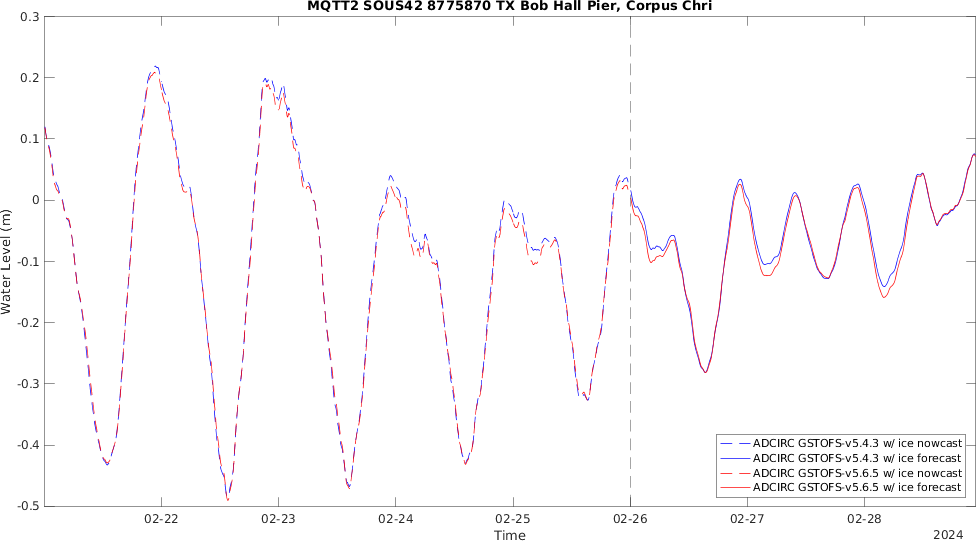 MQTT2 SOUS42 8775870 TX Bob Hall Pier, Corpus Chri
0.3
0.2
0.1
0
-0.1
-0.2
-0.3
-0.4
-0.5
Water Level (m)
ADCIRC GSTOFS-v5.4.3 w/ ice nowcast
ADCIRC GSTOFS-v5.4.3 w/ ice forecast
ADCIRC GSTOFS-v5.6.5 w/ ice nowcast
ADCIRC GSTOFS-v5.6.5 w/ ice forecast
02-22 02-23 02-24 02-25 02-26 02-27 02-28
Time
2024